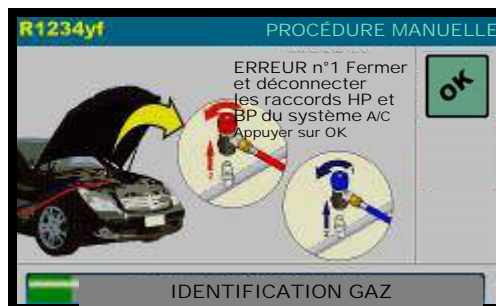 R1234yf
PROCÉDURE MANUELLE
ERREUR n°1 Fermer
et déconnecter
les raccords HP et
BP du système A/C
Appuyer sur OK
OK
IDENTIFICATION GAZ